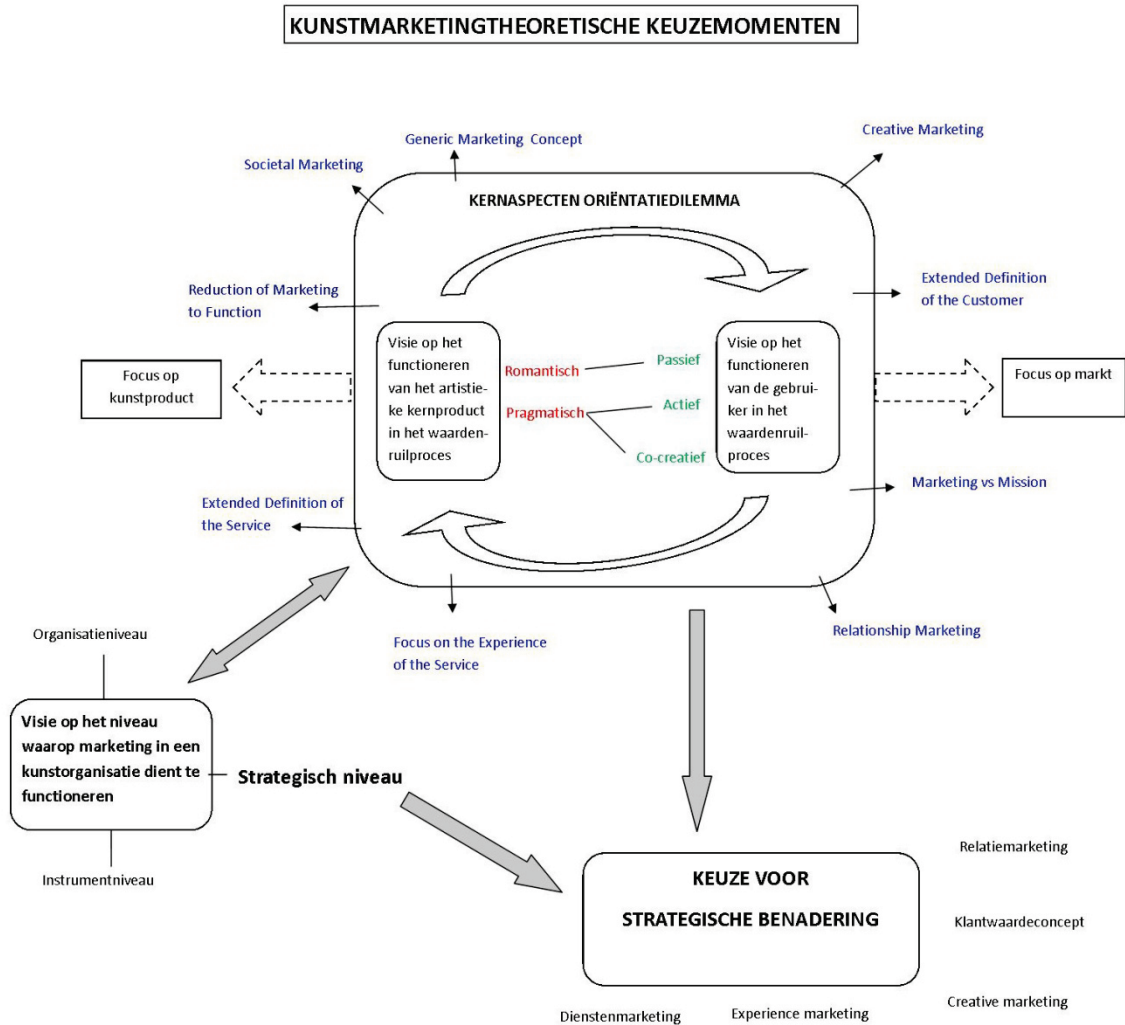 KUNSTMARKETINGTHEORETISCHE KEUZEMOMENTEN
Generic Marketing Concept
Creative Marketing
Societal Marketing
KERNASPECTEN ORIËNTATIEDILEMMA
Reduction of Marketing
to Function
Extended Definition
of the Customer
Focus op
kunstproduct
Visie op het
functioneren
van het artistie-
ke kernproduct
in het waarden-
ruilproces
Romantisch
Pragmatisch
Passief
Actief
Co-creatief
Visie op het
functioneren
van de gebrui-
ker in het
waardenruil-
proces
Focus op markt
Extended Definition of
the Service
Marketing vs Mission
Focus on the Experience
of the Service
Relationship Marketing
Organisatieniveau
Visie op het niveau
waarop marketing in een
kunstorganisatie dient te
functioneren
Strategisch niveau
Instrumentniveau
KEUZE VOOR
STRATEGISCHE BENADERING
Relatiemarketing
Klantwaardeconcept
Creative marketing
Dienstenmarketing
Experience marketing